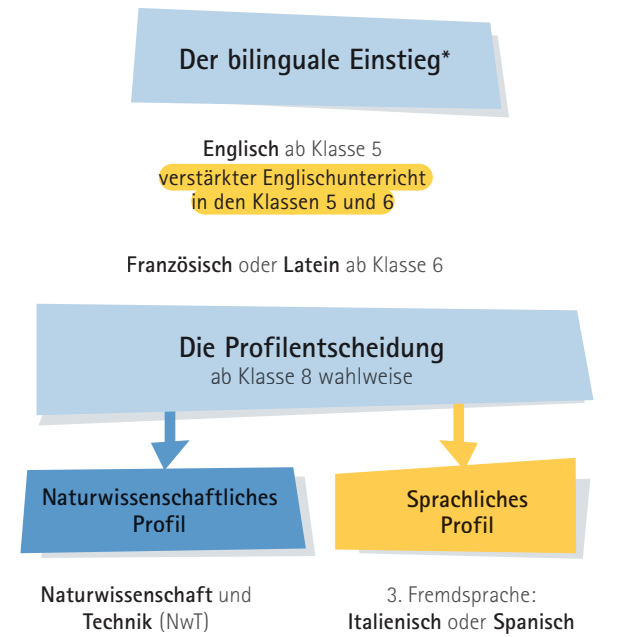 Der bilinguale Einstieg*
Englisch ab Klasse 5
verstärkter Englischunterricht
in den Klassen 5 und 6
Französisch oder Latein ab Klasse 6
Die Profilentscheidung
ab Klasse 8 wahlweise
Naturwissenschaftliches
Profil
Sprachliches
Profil
Naturwissenschaft und
Technik (NwT)
3. Fremdsprache:
Italienisch oder Spanisch